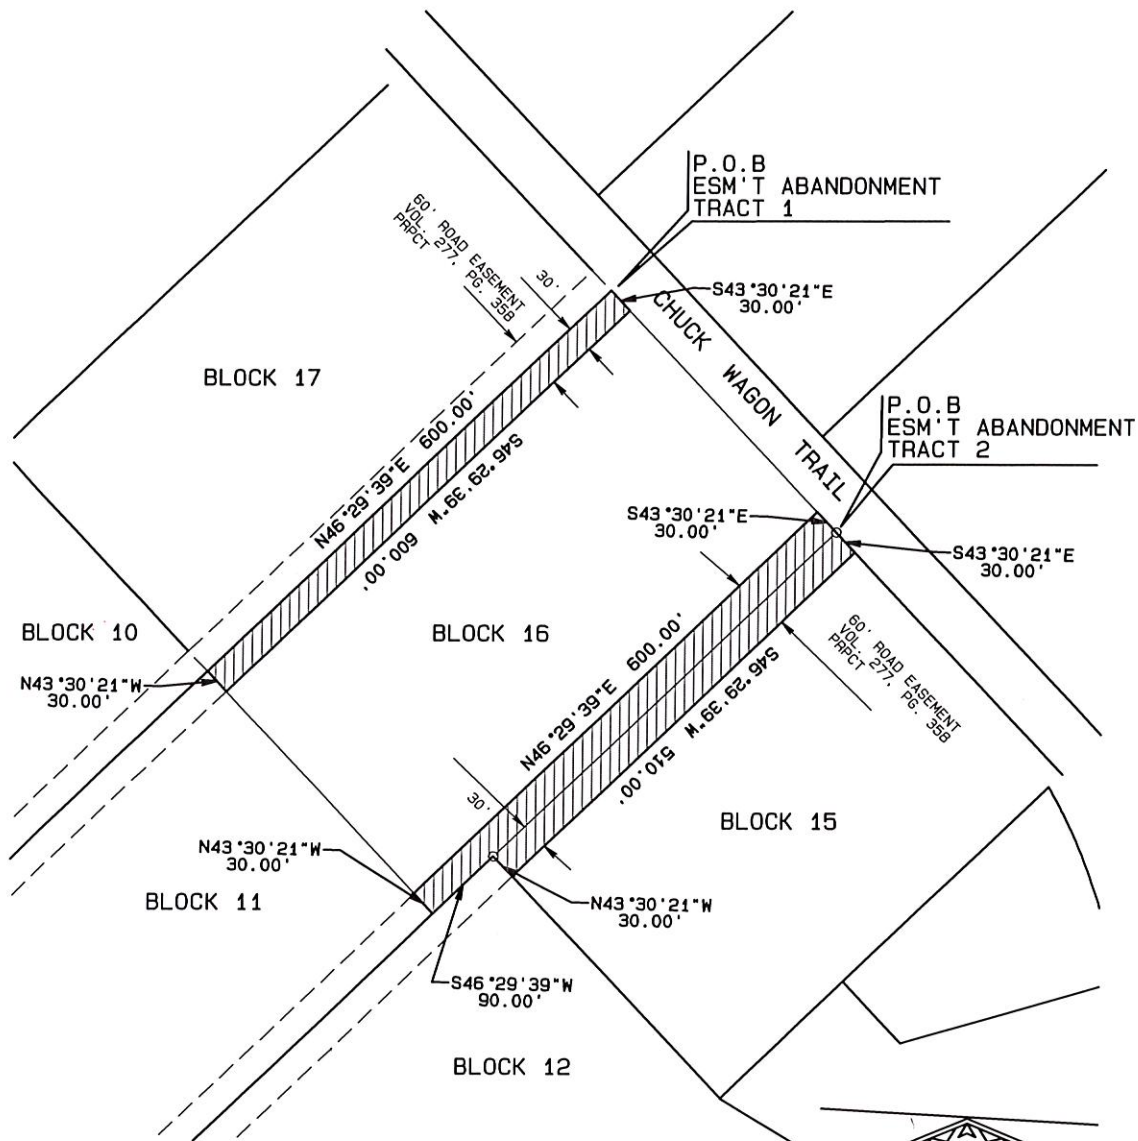 P.O.B
ESM'T ABANDONMENT
TRACT 1
60' ROAD EASEMENT
VOL. 277, PG. 358
PRPCT
30'
S43°30'21"E
30.00'
CHUCK WAGON TRAIL
BLOCK 17
P.O.B
ESM'T ABANDONMENT
TRACT 2
N46°29'39"E 600.00'
S46°29'39"W 600.00'
S43°30'21"E
30.00'
S43°30'21"E
30.00'
BLOCK 10
BLOCK 16
60' ROAD EASEMENT
VOL. 277, PG. 358
PRPCT
N43°30'21"W
30.00'
N46°29'39"E 600.00'
S46°29'39"W 510.00'
30'
BLOCK 15
N43°30'21"W
30.00'
BLOCK 11
N43°30'21"W
30.00'
S46°29'39"W
90.00'
BLOCK 12